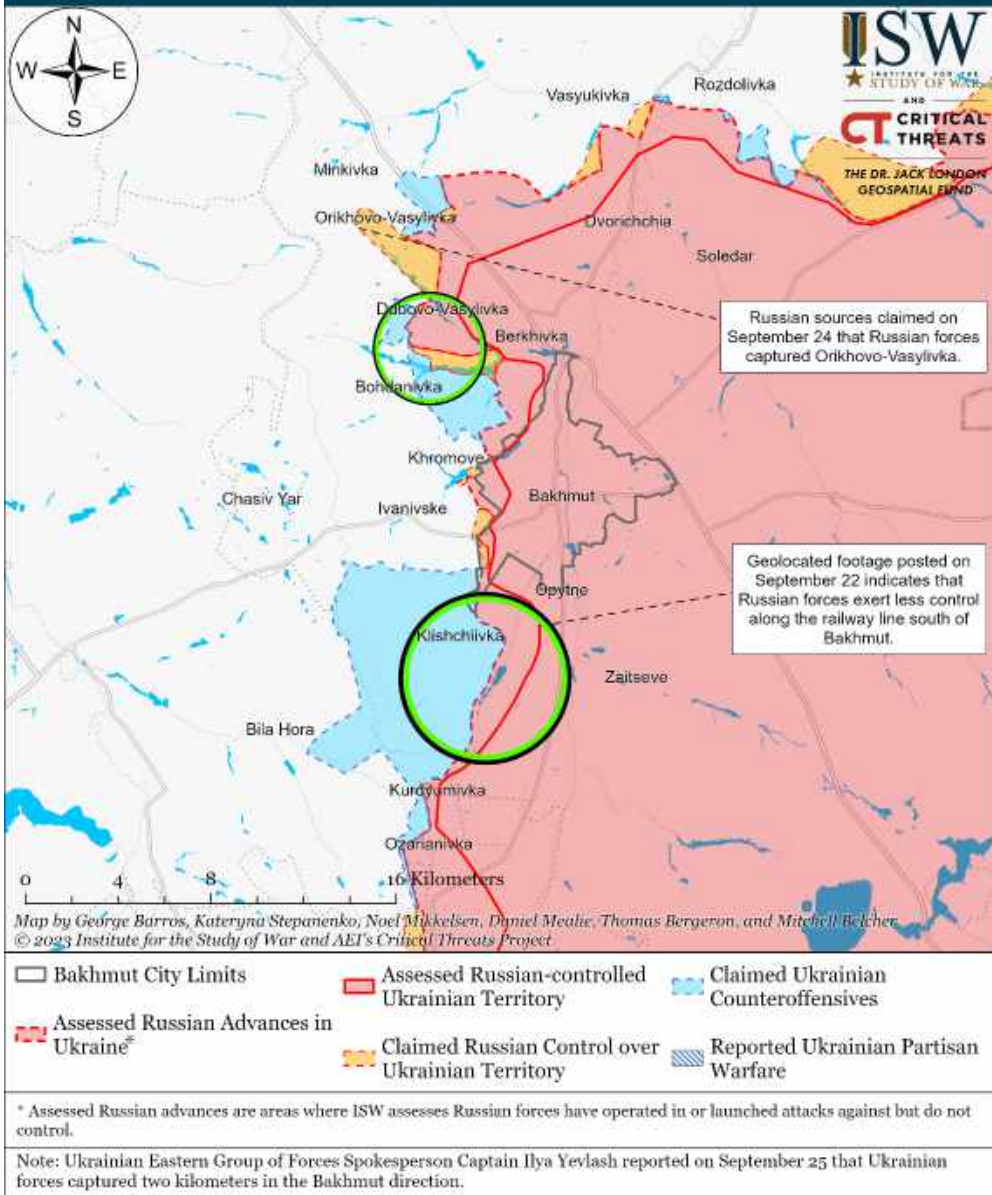 N
W
E
S
ISW
INSTITUTE FOR THE
STUDY OF WAR
AND
CT CRITICAL
THREATS
THE DR. JACK LONDON
GEOSPATIAL FUND
Rozdolivka
Vasyukivka
Minkivka
Orikhovo-Vasylivka
Dvorichchia
Soledar
Dubovo-Vasylivka
Russian sources claimed on
September 24 that Russian forces
captured Orikhovo-Vasylivka.
Berkhivka
Bohdanivka
Khromove
Chasiv Yar
Bakhmut
Ivanivske
Geolocated footage posted on
September 22 indicates that
Russian forces exert less control
along the railway line south of
Bakhmut.
Opytne
Klishchiivka
Zaitseve
Bila Hora
Kurdyumivka
Ozarianivka
0 4 8 16 Kilometers
Map by George Barros, Kateryna Stepanenko, Noel Mikkelsen, Daniel Mealie, Thomas Bergeron, and Mitchell Belcher
© 2023 Institute for the Study of War and AEI's Critical Threats Project
Bakhmut City Limits
Assessed Russian Advances in
Ukraine*
Assessed Russian-controlled
Ukrainian Territory
Claimed Russian Control over
Ukrainian Territory
Claimed Ukrainian
Counteroffensives
Reported Ukrainian Partisan
Warfare
* Assessed Russian advances are areas where ISW assesses Russian forces have operated in or launched attacks against but do not
control.
Note: Ukrainian Eastern Group of Forces Spokesperson Captain Ilya Yevlash reported on September 25 that Ukrainian
forces captured two kilometers in the Bakhmut direction.